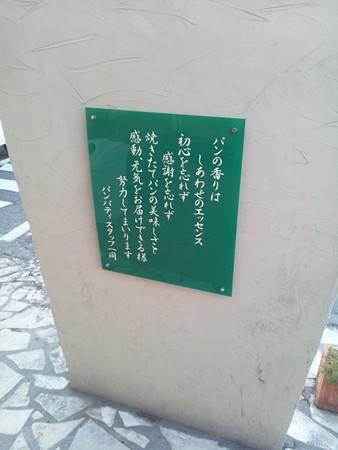 パンの香りは
しあわせのエッセンス
初心を忘れず
感謝を忘れず
焼きたてパンの美味しさと
感動、元気をお届けできる様
努力してまいります
パンパティ スタッフ一同